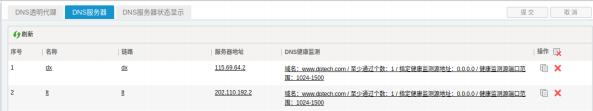 DNS透明代理 DNS服务器 DNS服务器状态显示 提交 取消
刷新
序号 名称 链路 服务器地址 DNS健康监测 操作
1 dx dx 115.69.64.2 域名：www.dptech.com / 至少通过个数：1 / 指定健康监测源地址：0.0.0.0 / 健康监测源端口范
围：1024-1500
2 lt lt 202.110.192.2 域名：www.dptech.com / 至少通过个数：1 / 指定健康监测源地址：0.0.0.0 / 健康监测源端口范
围：1024-1500